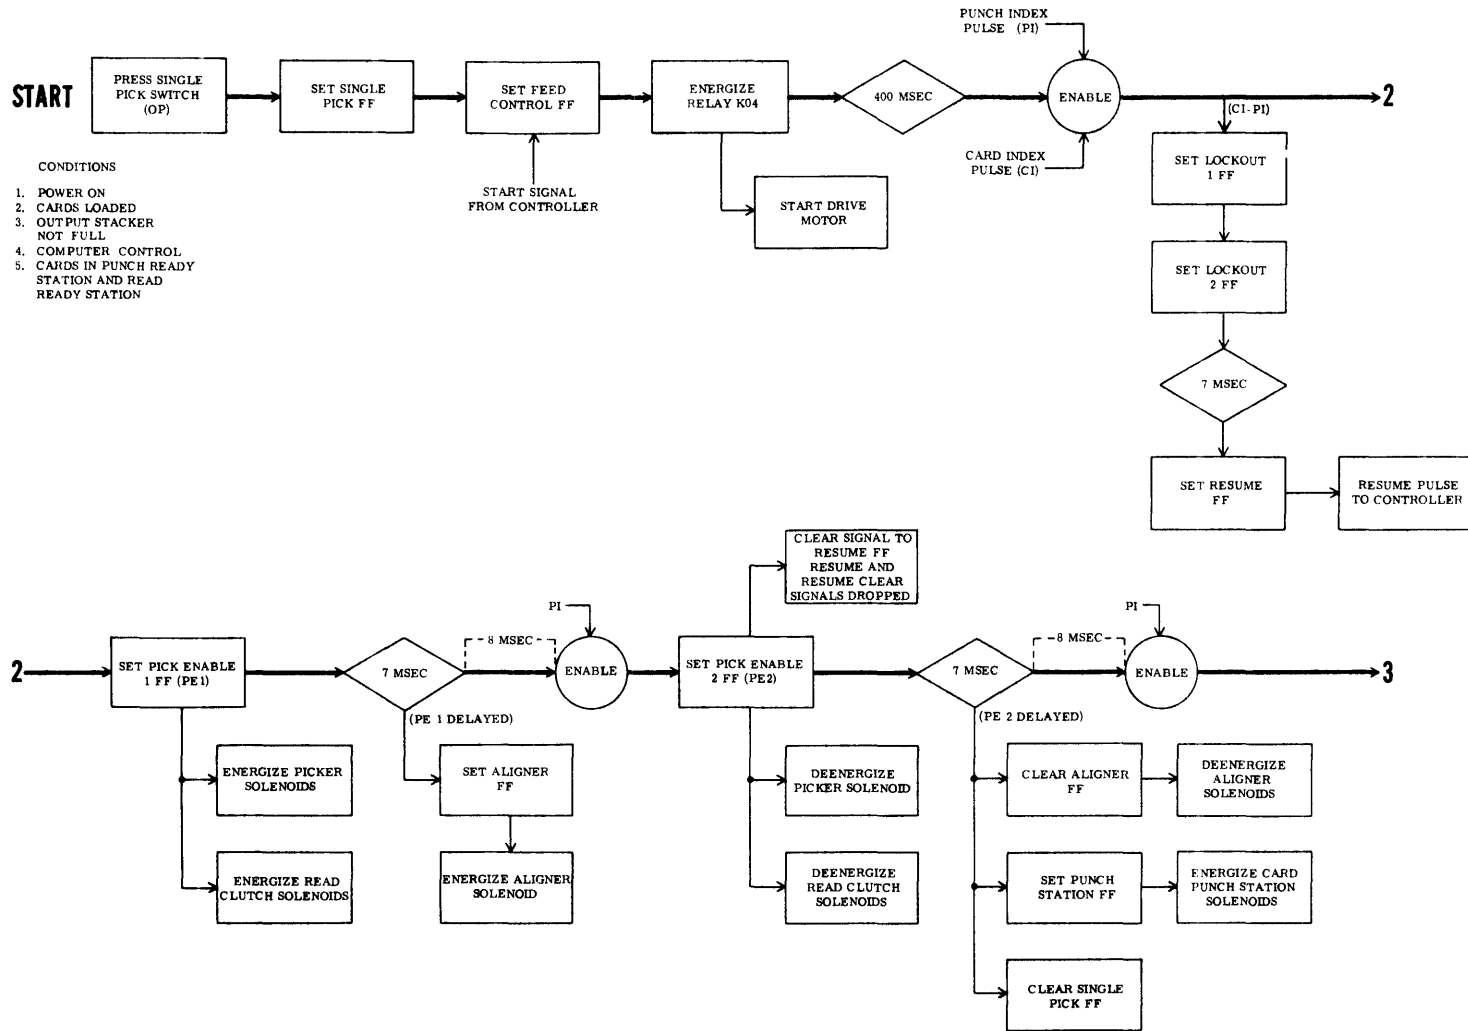 START
PRESS SINGLE
PICK SWITCH
(OP)
SET SINGLE
PICK FF
SET FEED
CONTROL FF
START SIGNAL
FROM CONTROLLER
ENERGIZE
RELAY K04
START DRIVE
MOTOR
400 MSEC
PUNCH INDEX
PULSE (PI)
ENABLE
CARD INDEX
PULSE (CI)
2
(CI-PI)
SET LOCKOUT
1 FF
SET LOCKOUT
2 FF
7 MSEC
SET RESUME
FF
RESUME PULSE
TO CONTROLLER
CONDITIONS
1. POWER ON
2. CARDS LOADED
3. OUTPUT STACKER
NOT FULL
4. COMPUTER CONTROL
5. CARDS IN PUNCH READY
STATION AND READ
READY STATION
2
SET PICK ENABLE
1 FF (PE1)
ENERGIZE PICKER
SOLENOIDS
ENERGIZE READ
CLUTCH SOLENOIDS
7 MSEC
(PE 1 DELAYED)
SET ALIGNER
FF
ENERGIZE ALIGNER
SOLENOID
8 MSEC
PI
ENABLE
SET PICK ENABLE
2 FF (PE2)
CLEAR SIGNAL TO
RESUME FF
RESUME AND
RESUME CLEAR
SIGNALS DROPPED
DEENERGIZE
PICKER SOLENOID
DEENERGIZE
READ CLUTCH
SOLENOIDS
7 MSEC
(PE 2 DELAYED)
8 MSEC
PI
ENABLE
3
CLEAR ALIGNER
FF
DEENERGIZE
ALIGNER
SOLENOIDS
SET PUNCH
STATION FF
ENERGIZE CARD
PUNCH STATION
SOLENOIDS
CLEAR SINGLE
PICK FF